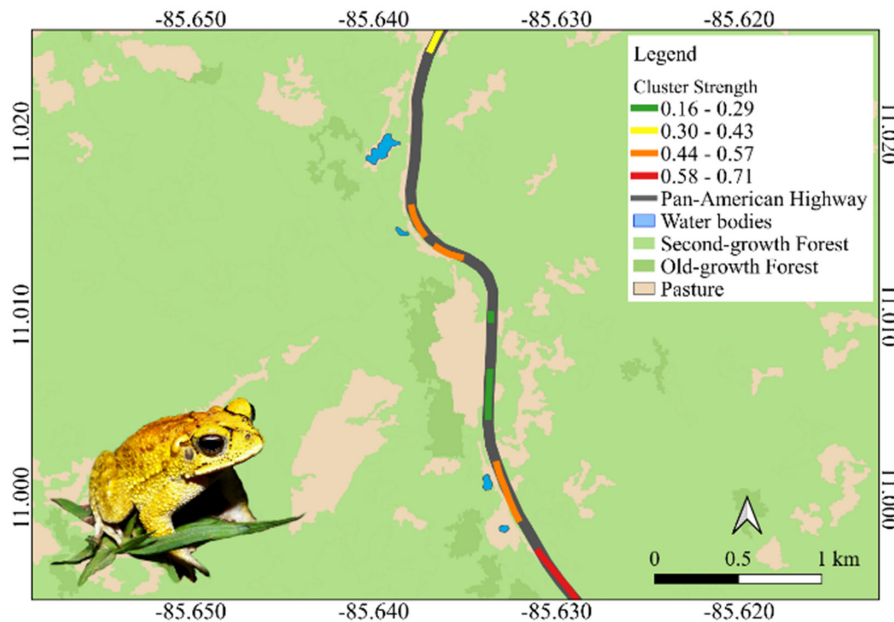 -85.650 -85.640 -85.630 -85.620
11.020
11.010
11.000
Legend
Cluster Strength
0.16 - 0.29
0.30 - 0.43
0.44 - 0.57
0.58 - 0.71
Pan-American Highway
Water bodies
Second-growth Forest
Old-growth Forest
Pasture
11.020
11.010
11.000
0 0.5 1 km
-85.650 -85.640 -85.630 -85.620